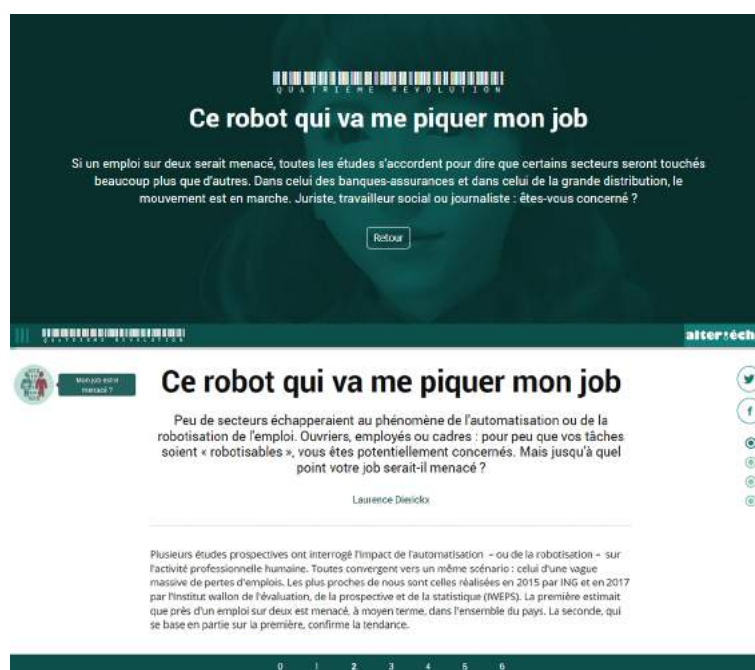 QUATRIEME REVOLUTION
Ce robot qui va me piquer mon job
Si un emploi sur deux serait menacé, toutes les études s'accordent pour dire que certains secteurs seront touchés
beaucoup plus que d'autres. Dans celui des banques-assurances et dans celui de la grande distribution, le
mouvement est en marche. Juriste, travailleur social ou journaliste : êtes-vous concerné ?
Retour
QUATRIEME REVOLUTION
alter:éch
Mon job est-il
menacé ?
Ce robot qui va me piquer mon job
Peu de secteurs échapperaient au phénomène de l'automatisation ou de la
robotisation de l'emploi. Ouvriers, employés ou cadres : pour peu que vos tâches
soient « robotisables », vous êtes potentiellement concernés. Mais jusqu'à quel
point votre job serait-il menacé ?
Laurence Dierickx
Plusieurs études prospectives ont interrogé l'impact de l'automatisation – ou de la robotisation – sur
l'activité professionnelle humaine. Toutes convergent vers un même scénario : celui d'une vague
massive de pertes d'emplois. Les plus proches de nous sont celles réalisées en 2015 par ING et en 2017
par l'Institut wallon de l'évaluation, de la prospective et de la statistique (IWEPS). La première estimait
que près d'un emploi sur deux est menacé, à moyen terme, dans l'ensemble du pays. La seconde, qui
se base en partie sur la première, confirme la tendance.
0 1 2 3 4 5 6